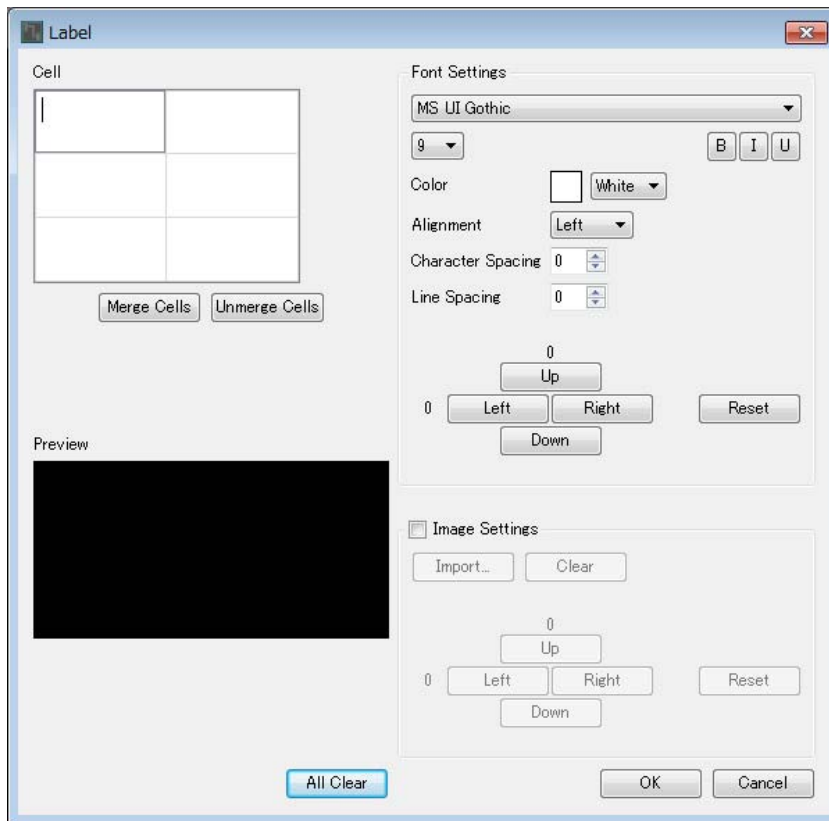 Label
Cell
Merge Cells Unmerge Cells
Preview
All Clear
Font Settings
MS UI Gothic
9 B I U
Color White
Alignment Left
Character Spacing 0
Line Spacing 0
0
Up
0 Left Right Reset
Down
Image Settings
Import... Clear
0
Up
0 Left Right Reset
Down
OK Cancel